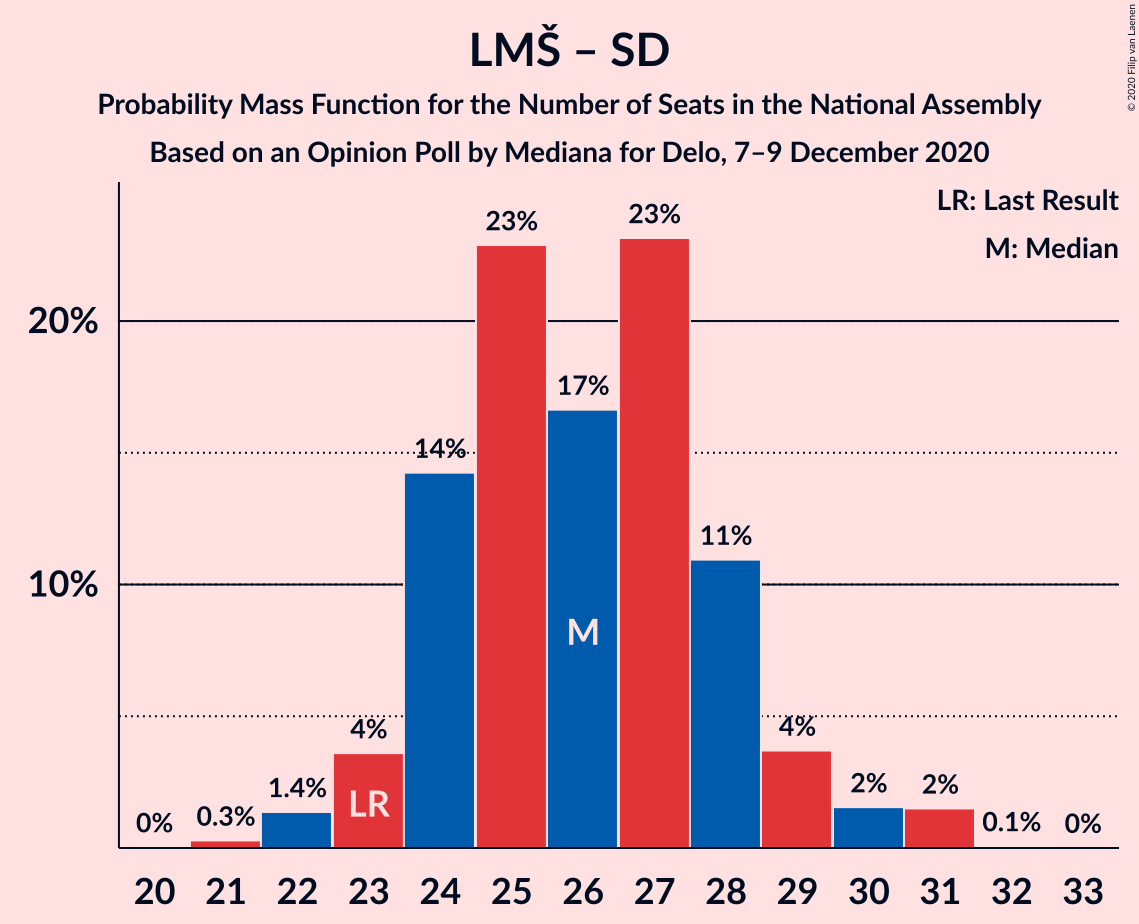 LMŠ – SD
Probability Mass Function for the Number of Seats in the National Assembly
Based on an Opinion Poll by Mediana for Delo, 7–9 December 2020
© 2020 Filip van Laenen
LR: Last Result
M: Median
20%
10%
0%
0.3%
1.4%
4%
14%
23%
17%
23%
11%
4%
2%
2%
0.1%
0%
LR
M
20 21 22 23 24 25 26 27 28 29 30 31 32 33